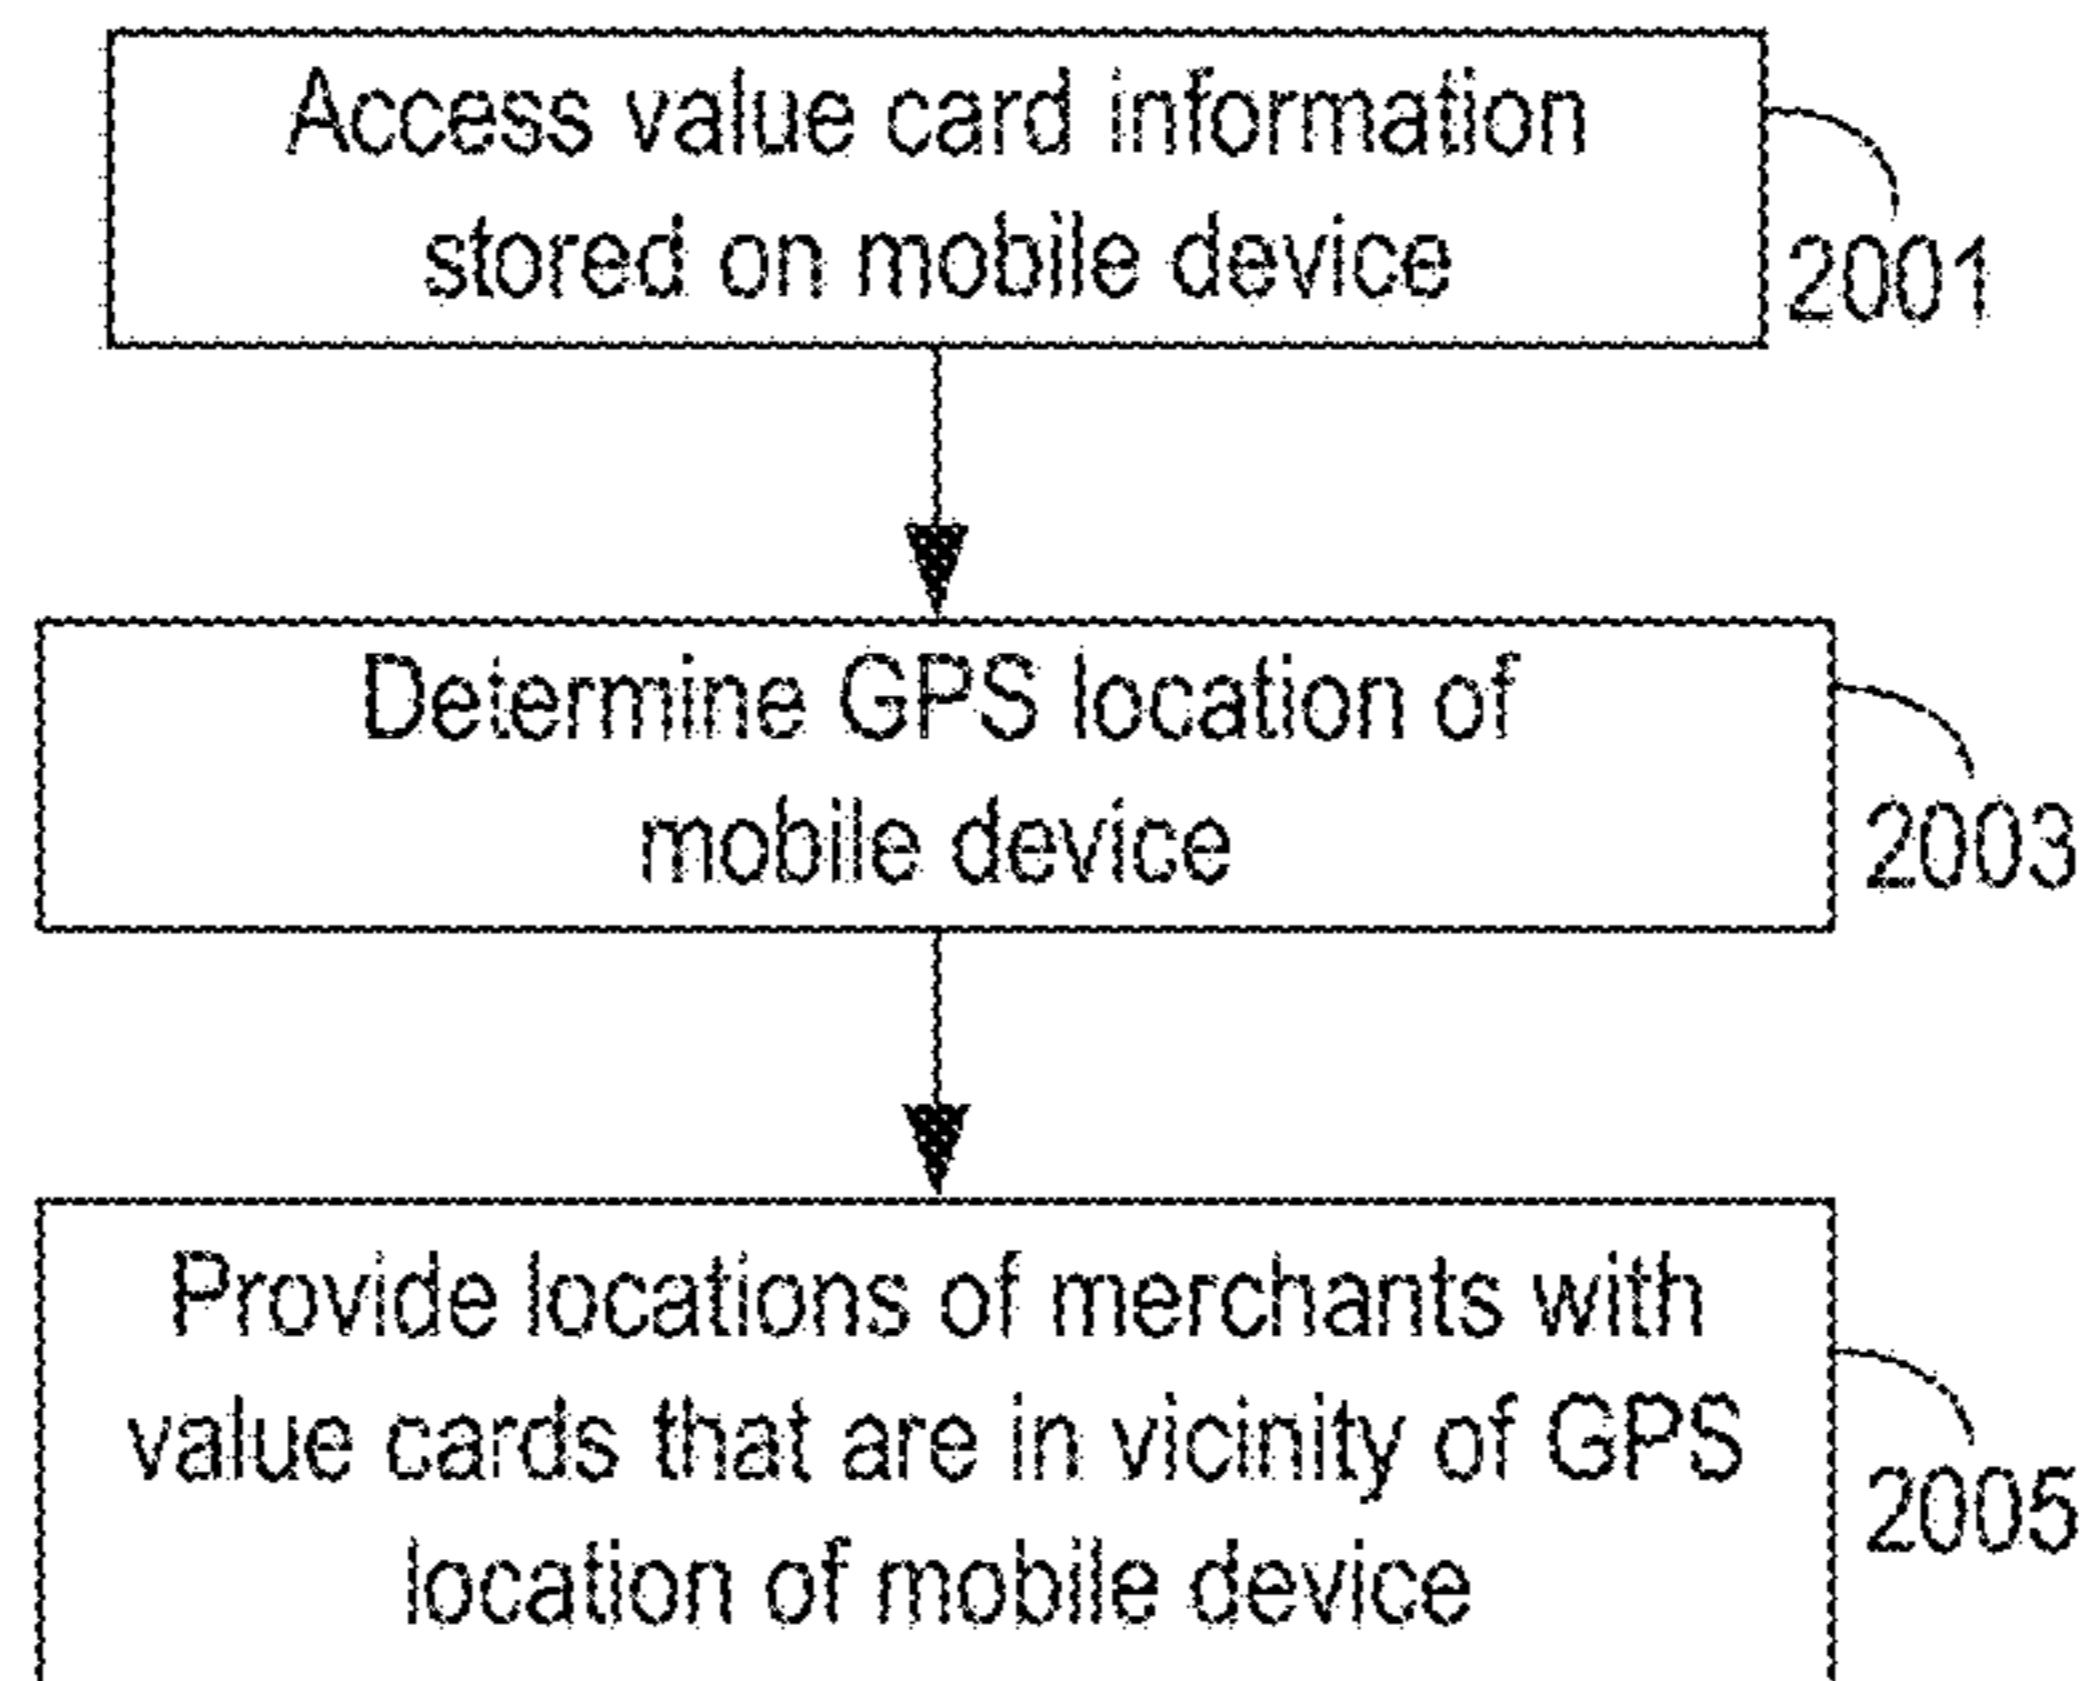 Access value card information
stored on mobile device
2001
Determine GPS location of
mobile device
2003
Provide locations of merchants with
value cards that are in vicinity of GPS
location of mobile device
2005